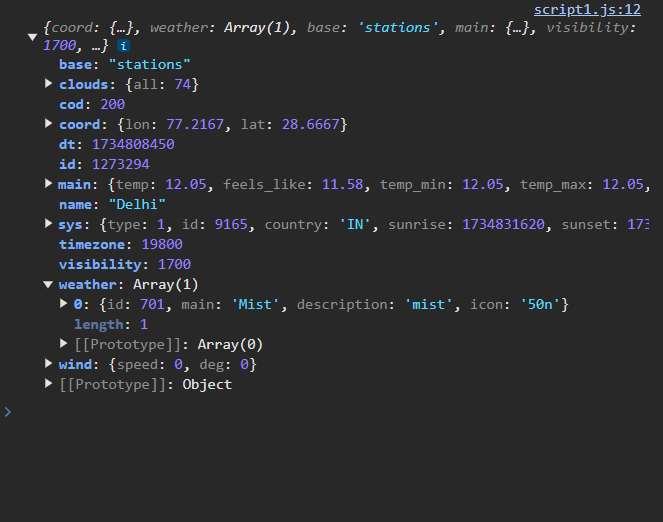 script1.js:12
{coord: {…}, weather: Array(1), base: 'stations', main: {…}, visibility:
1700, …} i
base: "stations"
clouds: {all: 74}
cod: 200
coord: {lon: 77.2167, lat: 28.6667}
dt: 1734808450
id: 1273294
main: {temp: 12.05, feels_like: 11.58, temp_min: 12.05, temp_max: 12.05,
name: "Delhi"
sys: {type: 1, id: 9165, country: 'IN', sunrise: 1734831620, sunset: 173
timezone: 19800
visibility: 1700
weather: Array(1)
0: {id: 701, main: 'Mist', description: 'mist', icon: '50n'}
length: 1
[[Prototype]]: Array(0)
wind: {speed: 0, deg: 0}
[[Prototype]]: Object